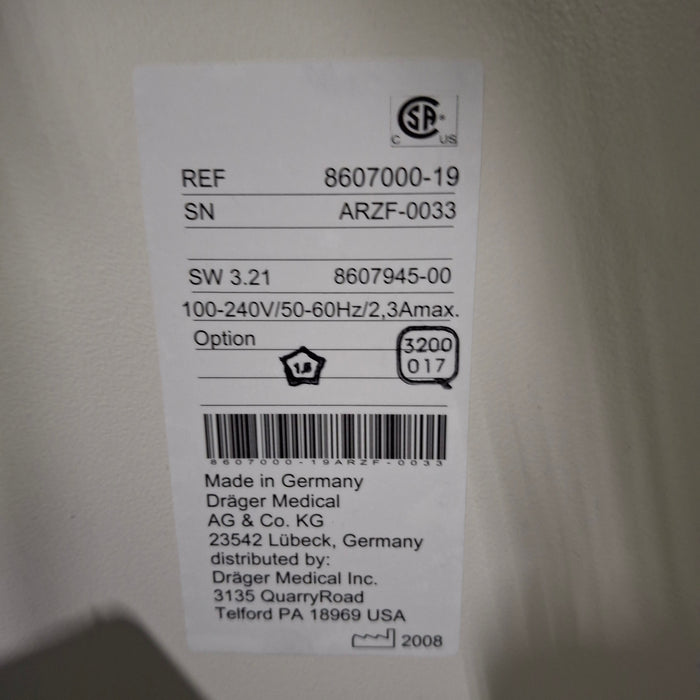 CSA®
C US
REF 8607000-19
SN ARZF-0033
SW 3.21 8607945-00
100-240V/50-60Hz/2,3Amax.
Option
3200
017
8607000-19ARZF-0033
Made in Germany
Dräger Medical
AG & Co. KG
23542 Lübeck, Germany
distributed by:
Dräger Medical Inc.
3135 QuarryRoad
Telford PA 18969 USA
2008